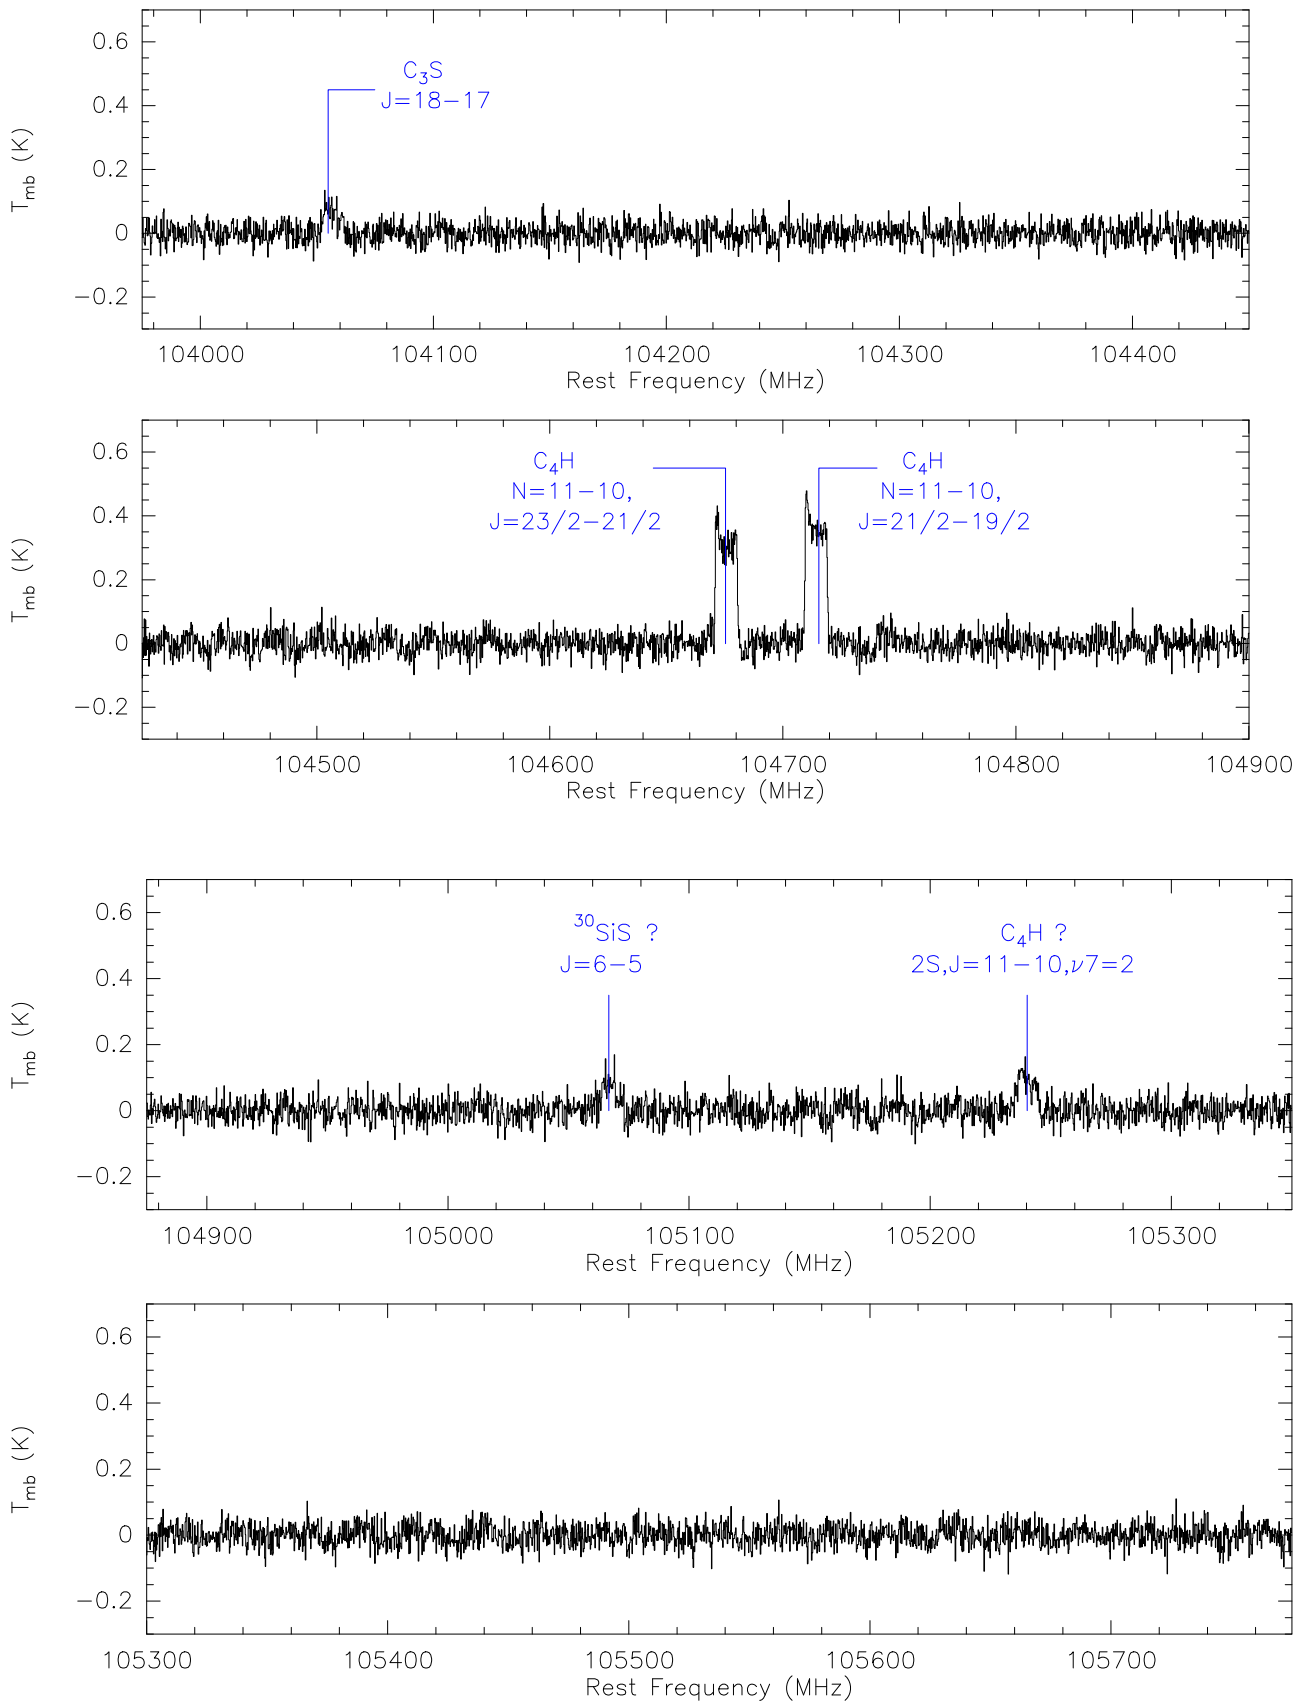 0.6
0.4
0.2
0
−0.2
T_mb (K)
C₃S
J=18−17
104000 104100 104200 104300 104400
Rest Frequency (MHz)
0.6
0.4
0.2
0
−0.2
T_mb (K)
C₄H
N=11−10,
J=23/2−21/2
C₄H
N=11−10,
J=21/2−19/2
104500 104600 104700 104800 104900
Rest Frequency (MHz)
0.6
0.4
0.2
0
−0.2
T_mb (K)
³⁰SiS ?
J=6−5
C₄H ?
2S,J=11−10,ν7=2
104900 105000 105100 105200 105300
Rest Frequency (MHz)
0.6
0.4
0.2
0
−0.2
T_mb (K)
105300 105400 105500 105600 105700
Rest Frequency (MHz)